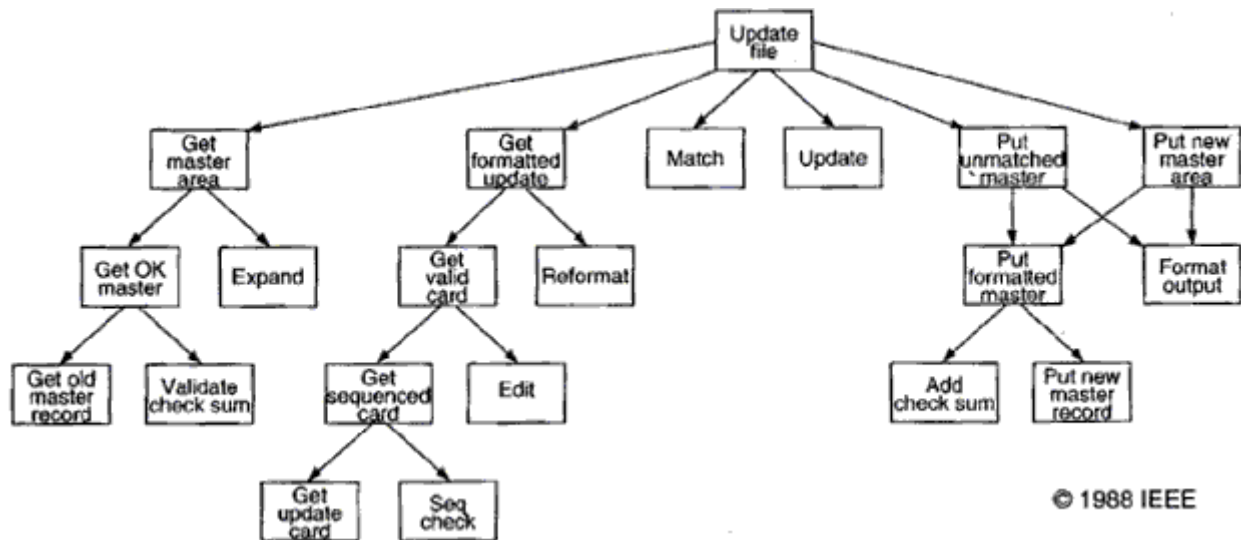 Update
file
Get
master
area
Get
formatted
update
Match
Update
Put
unmatched
master
Put new
master
area
Get OK
master
Expand
Get
valid
card
Reformat
Put
formatted
master
Format
output
Get old
master
record
Validate
check sum
Get
sequenced
card
Edit
Add
check sum
Put new
master
record
Get
update
card
Seq
check
© 1988 IEEE